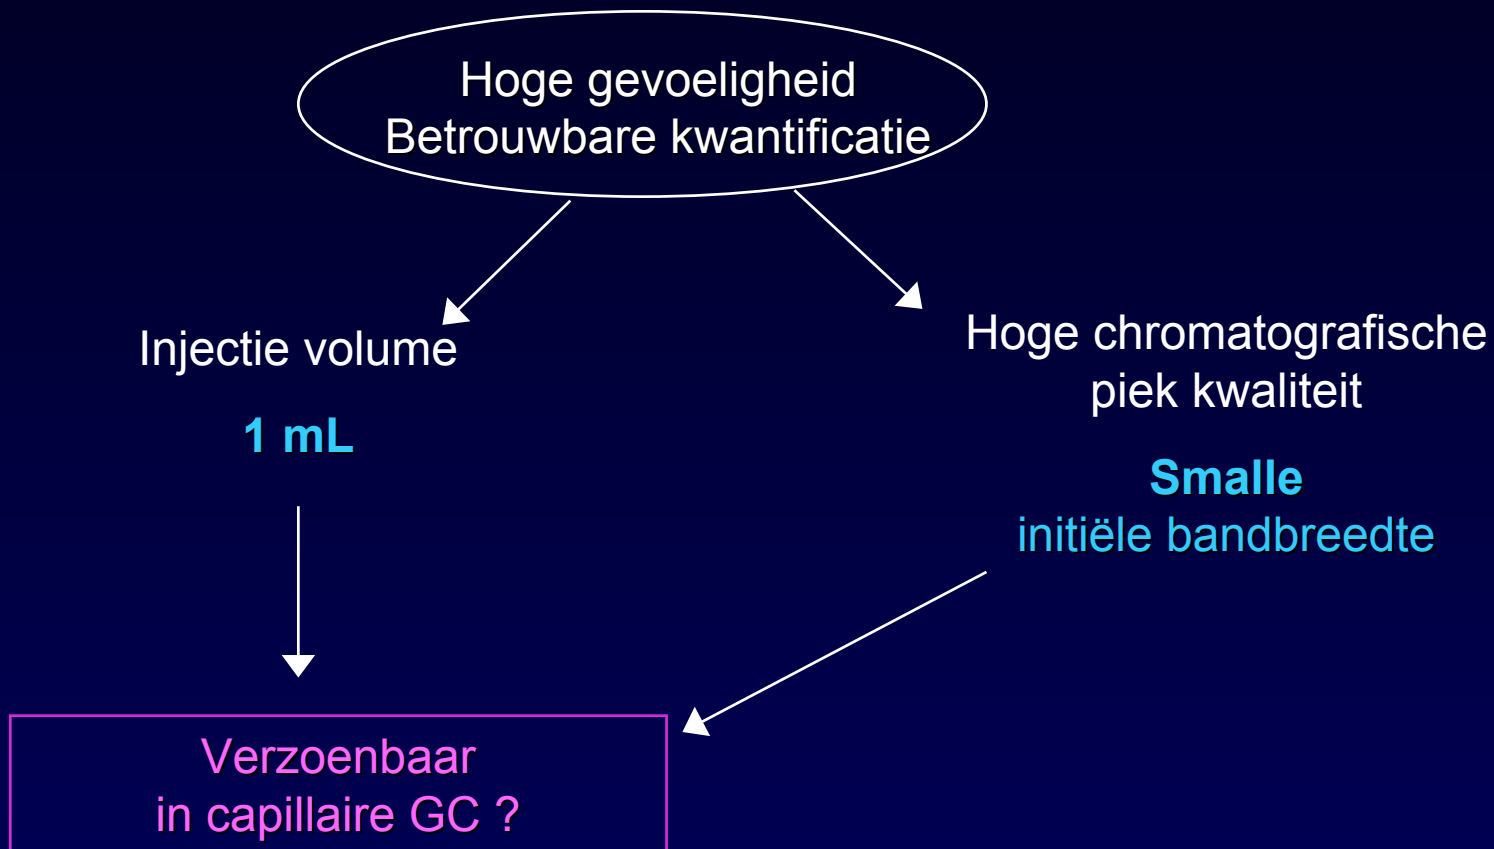 Hoge gevoeligheid
Betrouwbare kwantificatie
Injectie volume
1 mL
Hoge chromatografische
piek kwaliteit
Smalle
initiële bandbreedte
Verzoenbaar
in capillaire GC ?